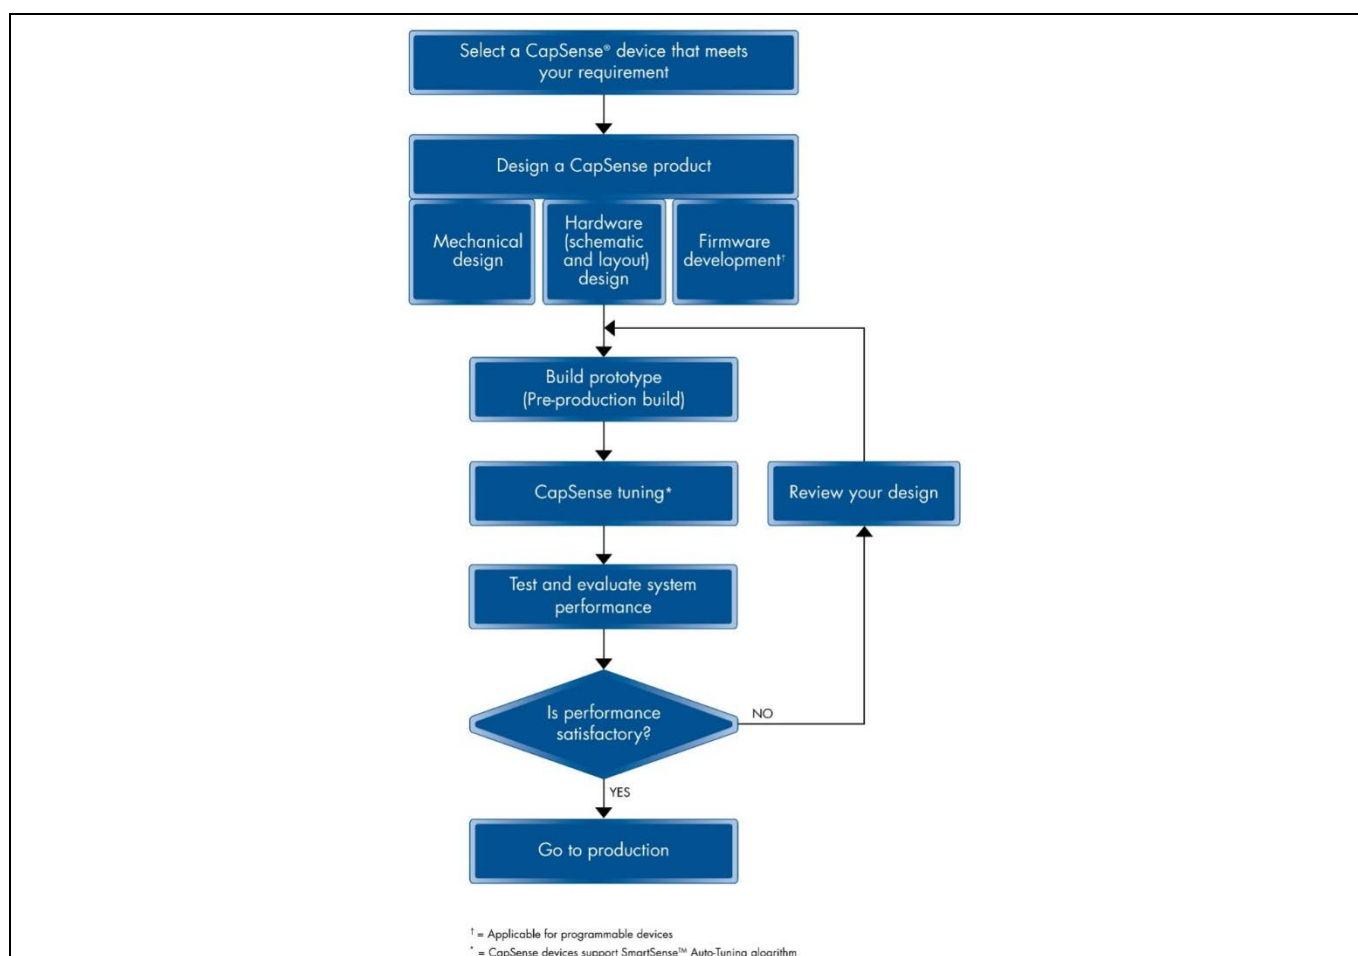 Select a CapSense® device that meets
your requirement
Design a CapSense product
Mechanical
design
Hardware
(schematic
and layout)
design
Firmware
development†
Build prototype
(Pre-production build)
CapSense tuning*
Review your design
Test and evaluate system
performance
Is performance
satisfactory?
NO
YES
Go to production
† = Applicable for programmable devices
* = CapSense devices support SmartSense™ Auto-Tuning algorithm